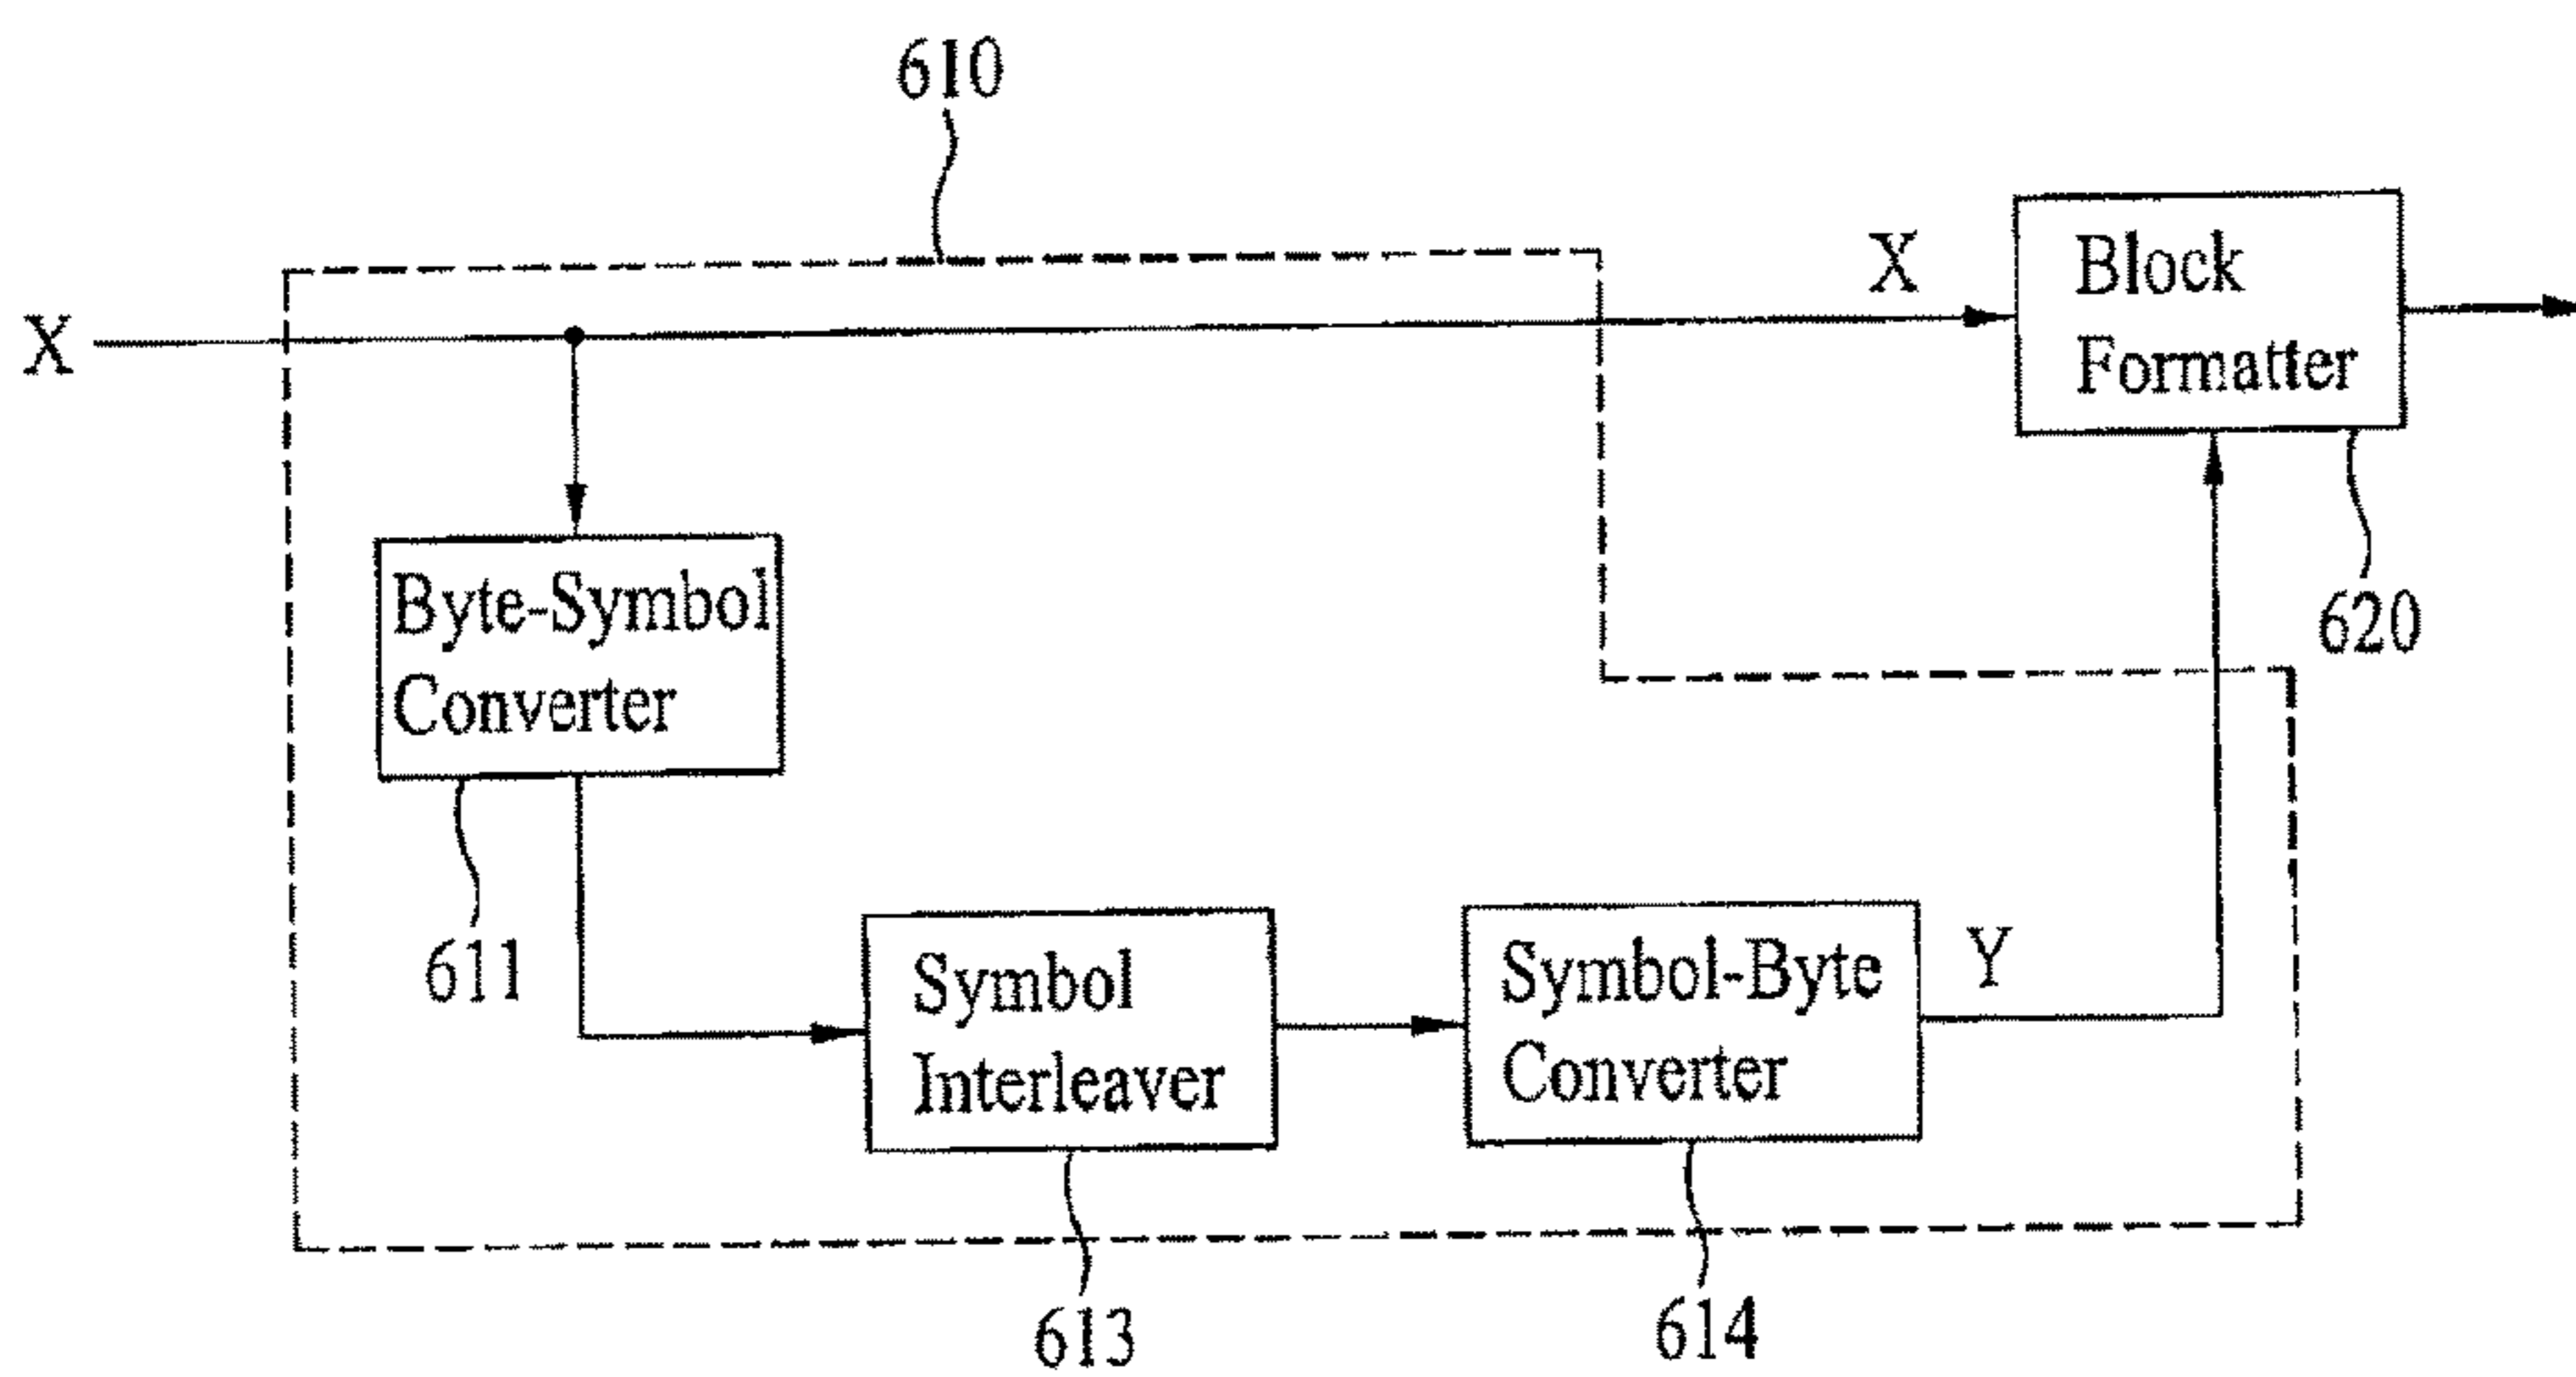 610
X
X
Block
Formatter
Byte-Symbol
Converter
620
611
Symbol
Interleaver
Symbol-Byte
Converter
Y
613
614